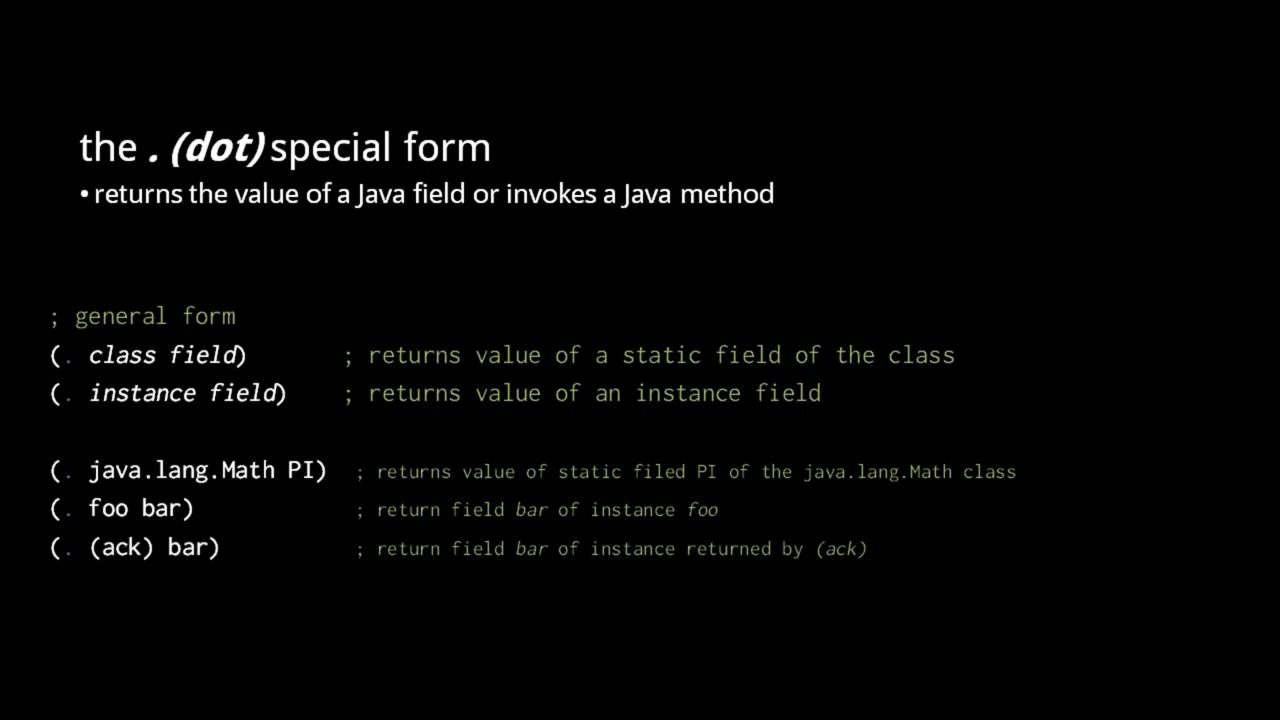 the . (dot) special form
• returns the value of a Java field or invokes a Java method
; general form
(. class field) ; returns value of a static field of the class
(. instance field) ; returns value of an instance field
(. java.lang.Math PI) ; returns value of static filed PI of the java.lang.Math class
(. foo bar) ; return field bar of instance foo
(. (ack) bar) ; return field bar of instance returned by (ack)